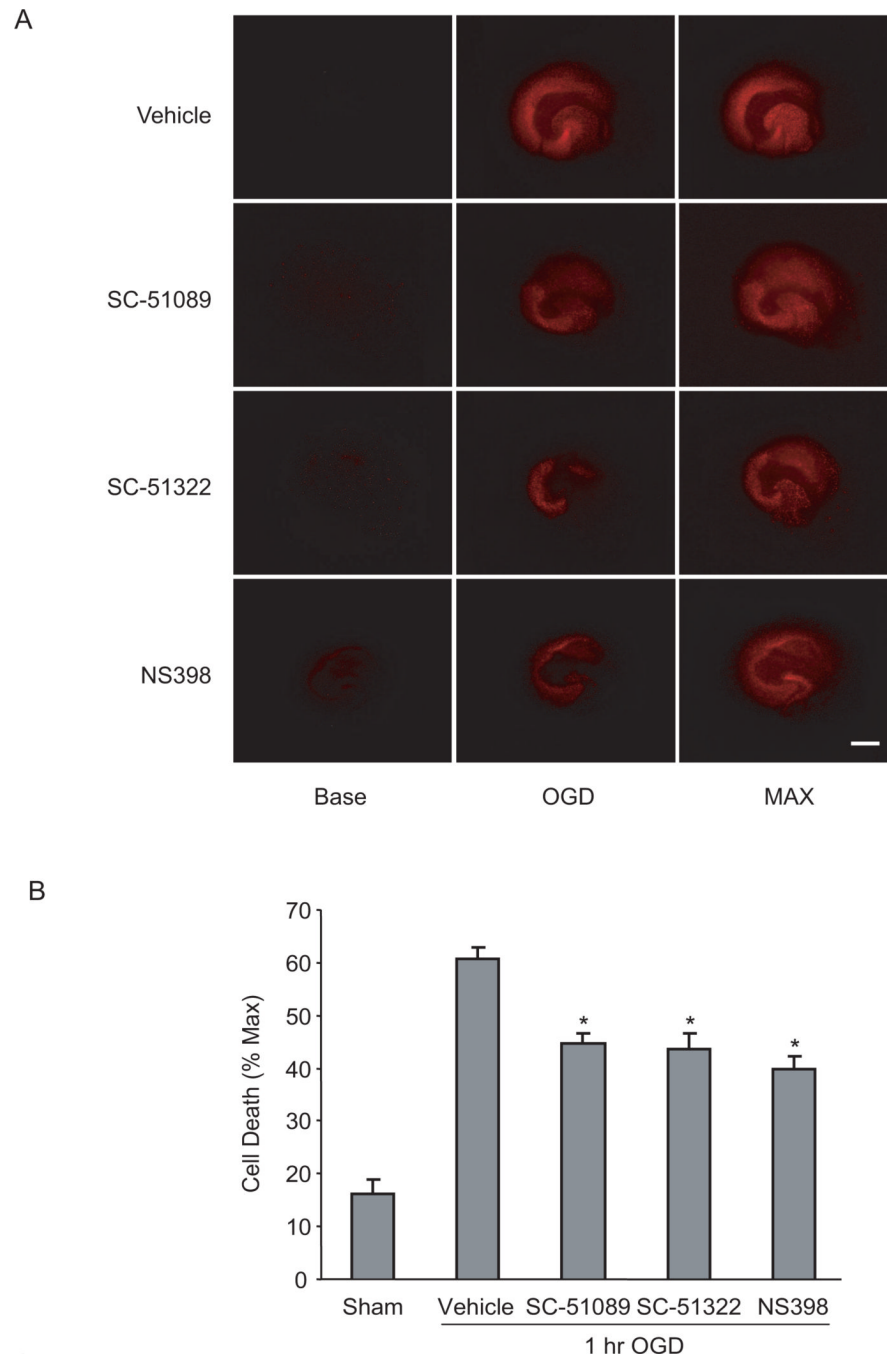 A
Vehicle
SC-51089
SC-51322
NS398
Base OGD MAX
B
Cell Death (% Max)
70
60
50
40
30
20
10
0
* * *
Sham Vehicle SC-51089 SC-51322 NS398
1 hr OGD